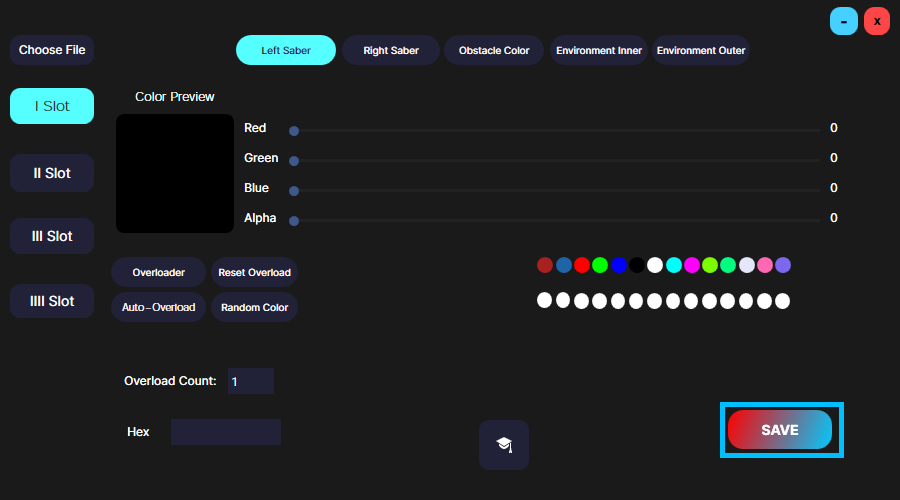 - x
Choose File Left Saber Right Saber Obstacle Color Environment Inner Environment Outer
I Slot
II Slot
III Slot
IIII Slot
Color Preview
Red 0
Green 0
Blue 0
Alpha 0
Overloader Reset Overload
Auto-Overload Random Color
Overload Count: 1
Hex
SAVE